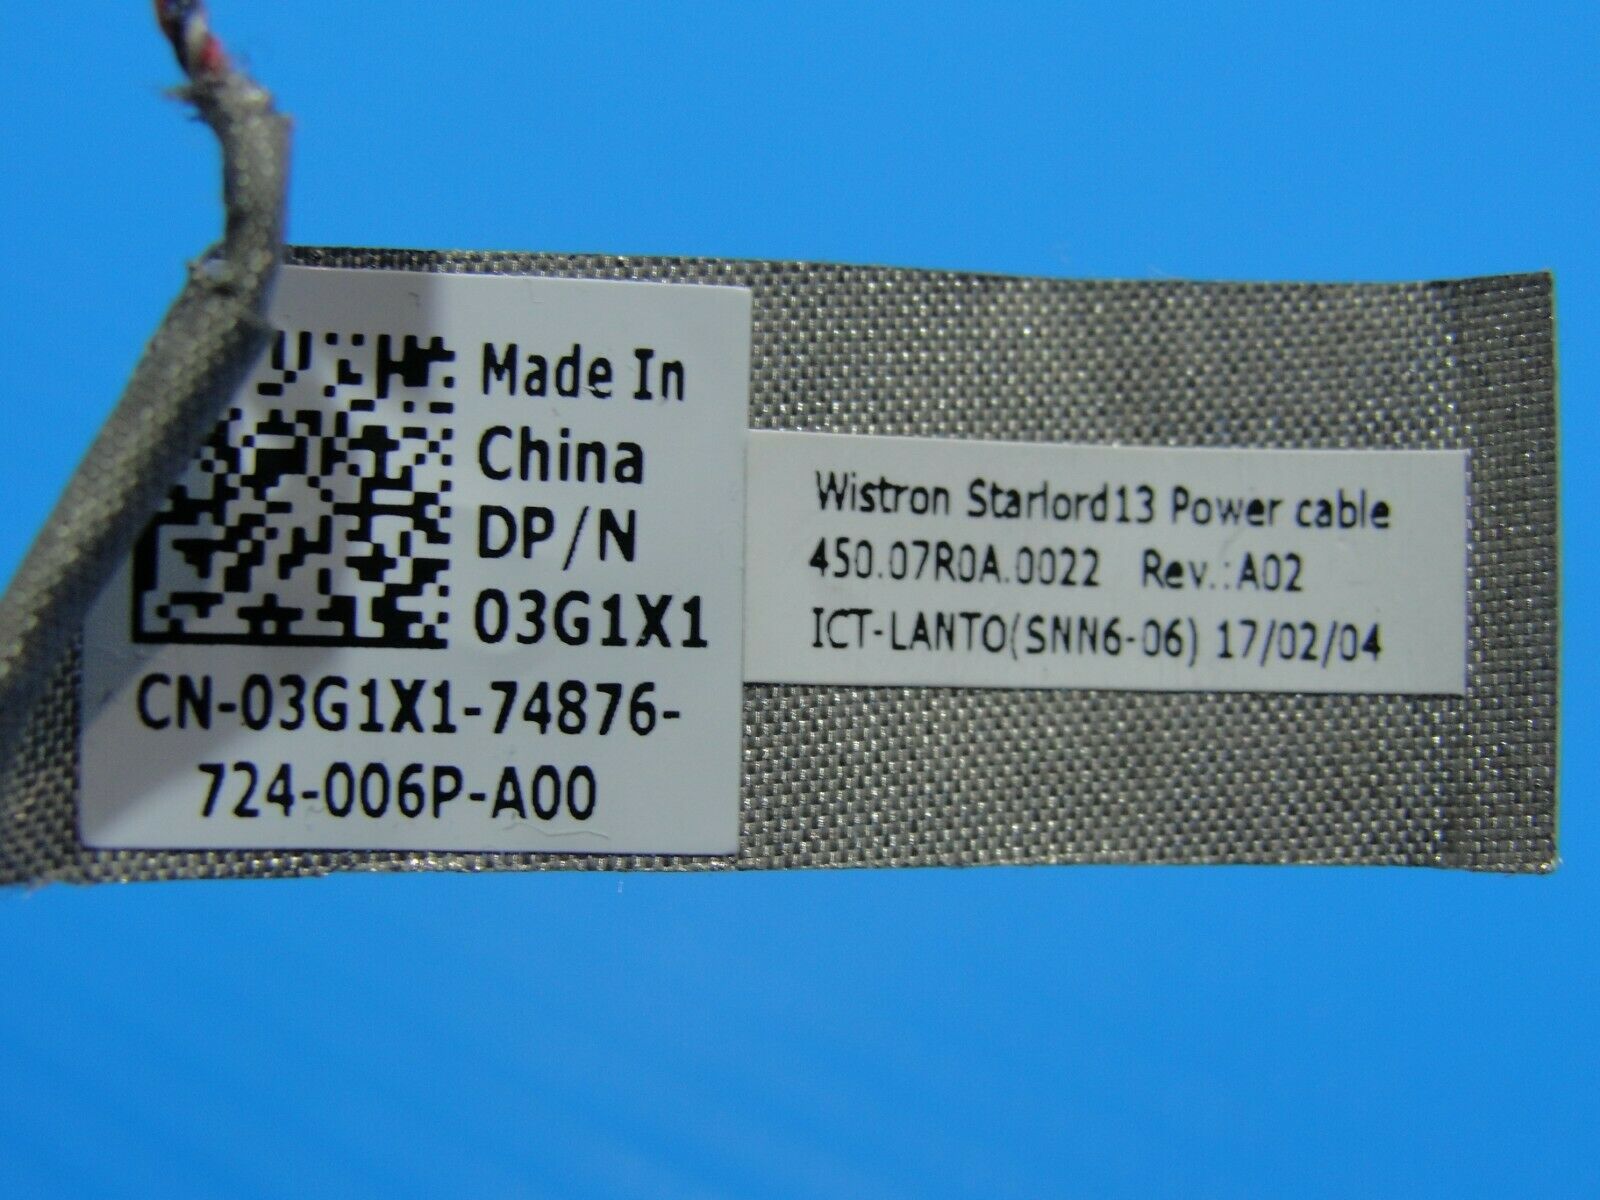 Made In
China
DP/N
03G1X1
CN-03G1X1-74876-
724-006P-A00
Wistron Starlord13 Power cable
450.07R0A.0022 Rev.:A02
ICT-LANTO(SNN6-06) 17/02/04